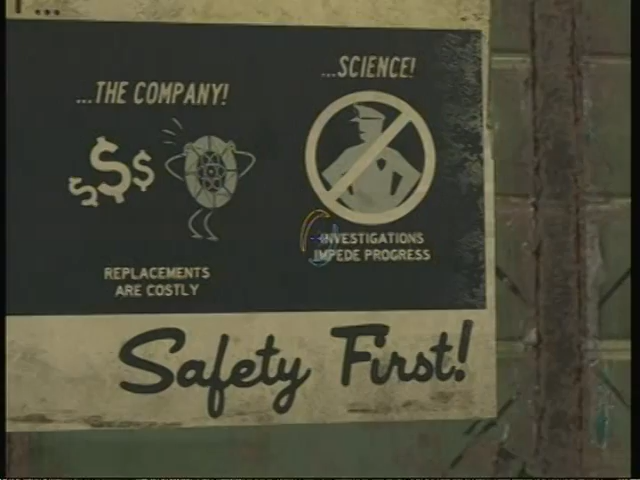 ...THE COMPANY!
...SCIENCE!
$$$
REPLACEMENTS
ARE COSTLY
INVESTIGATIONS
IMPEDE PROGRESS
Safety First!